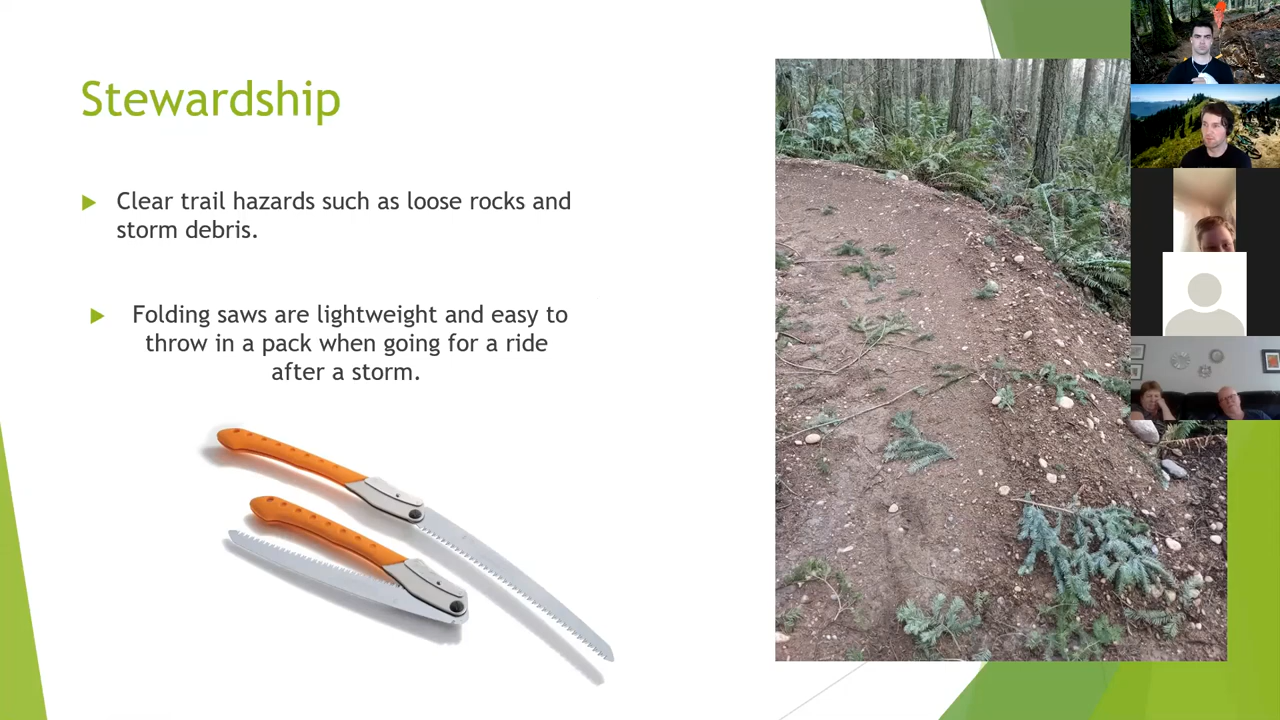 Stewardship
Clear trail hazards such as loose rocks and
storm debris.
Folding saws are lightweight and easy to
throw in a pack when going for a ride
after a storm.